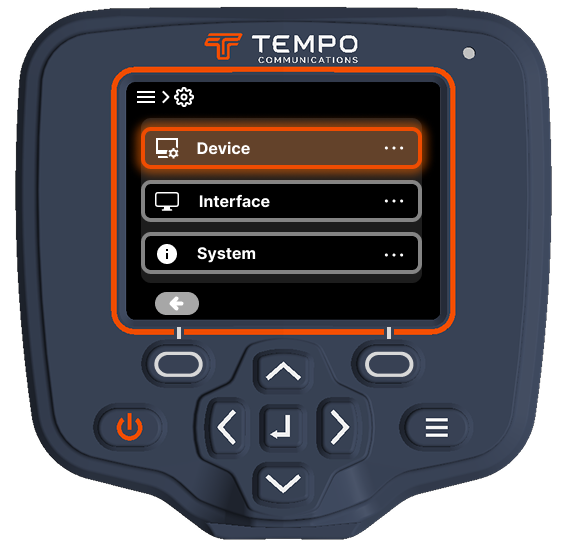 TEMPO
COMMUNICATIONS
Device
Interface
System